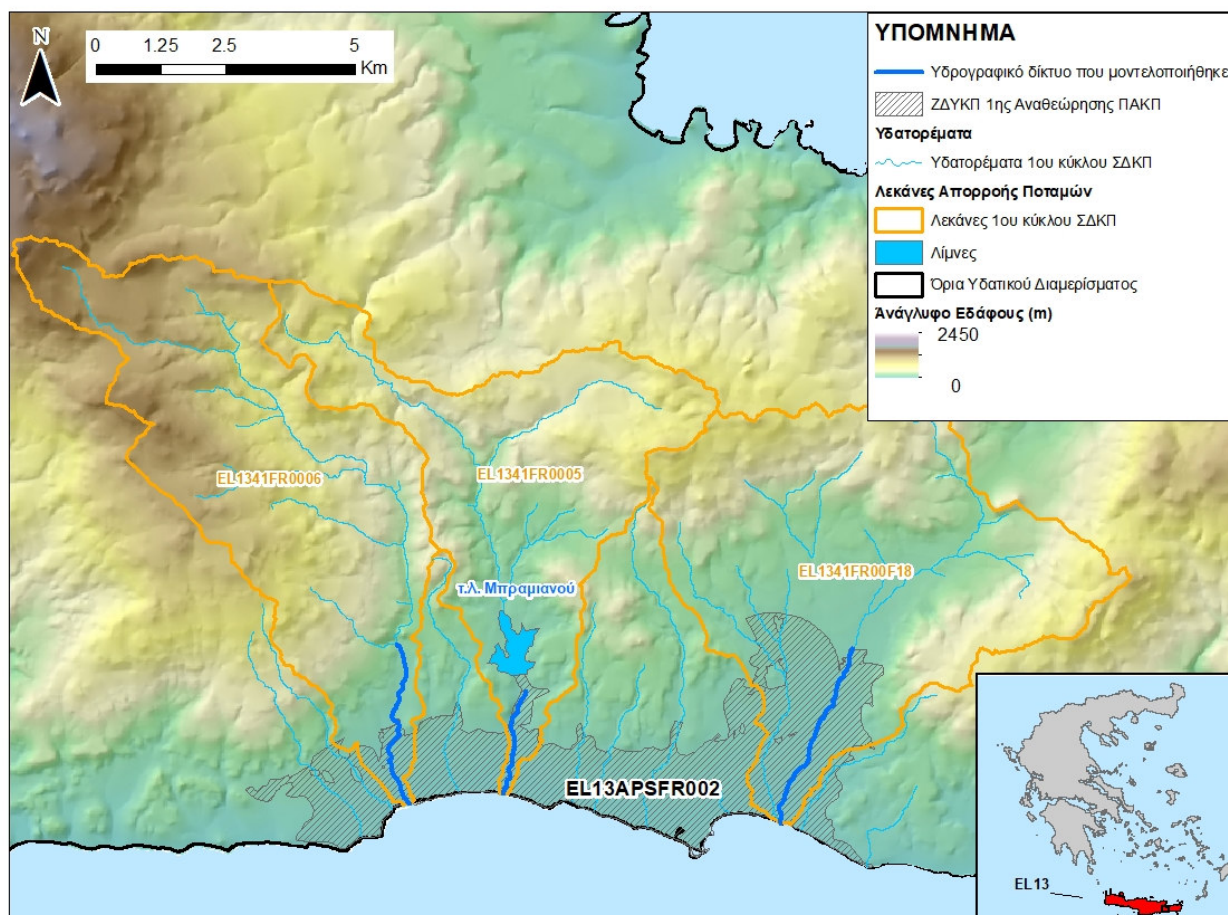 N
0 1.25 2.5 5
Km
ΥΠΟΜΝΗΜΑ
Υδρογραφικό δίκτυο που μοντελοποιήθηκε
ΖΔΥΚΠ 1ης Αναθεώρησης ΠΑΚΠ
Υδατορέματα
Υδατορέματα 1ου κύκλου ΣΔΚΠ
Λεκάνες Απορροής Ποταμών
Λεκάνες 1ου κύκλου ΣΔΚΠ
Λίμνες
Όρια Υδατικού Διαμερίσματος
Άνάγλυφο Εδάφους (m)
2450
0
EL1341FR0006
EL1341FR0005
EL1341FR00F18
τ.λ. Μπραμιανού
EL13APSFR002
EL13